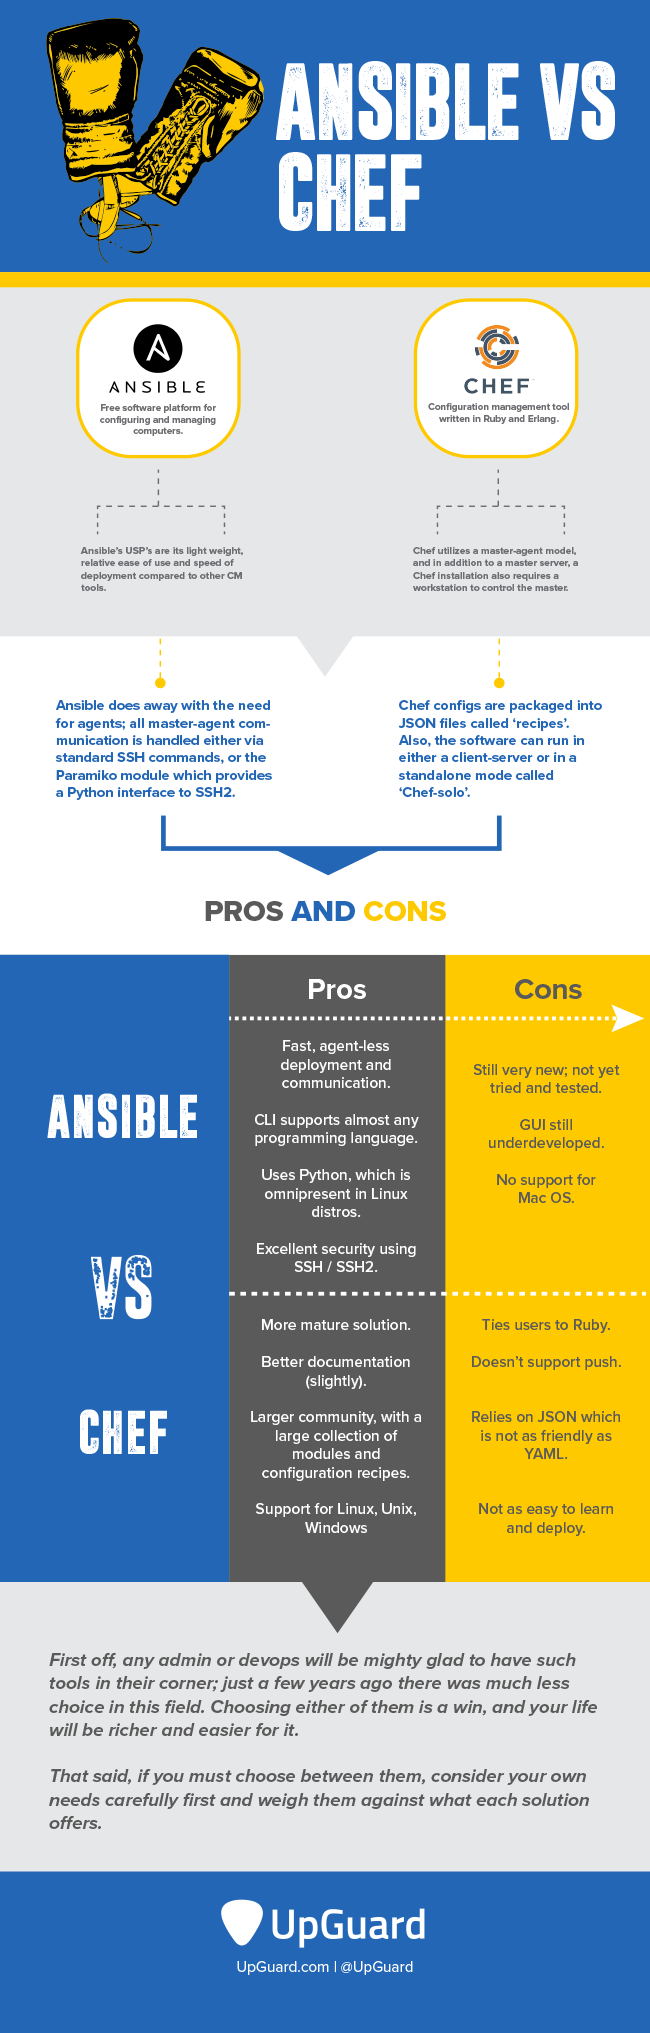 ANSIBLE VS
CHEF
ANSIBLE
Free software platform for
configuring and managing
computers.
CHEF
Configuration management tool
written in Ruby and Erlang.
Ansible's USP's are its light weight,
relative ease of use and speed of
deployment compared to other CM
tools.
Chef utilizes a master-agent model,
and in addition to a master server, a
Chef installation also requires a
workstation to control the master.
Ansible does away with the need
for agents; all master-agent com-
munication is handled either via
standard SSH commands, or the
Paramiko module which provides
a Python interface to SSH2.
Chef configs are packaged into
JSON files called ‘recipes’.
Also, the software can run in
either a client-server or in a
standalone mode called
‘Chef-solo’.
PROS AND CONS
Pros
Cons
ANSIBLE
Fast, agent-less
deployment and
communication.
CLI supports almost any
programming language.
Uses Python, which is
omnipresent in Linux
distros.
Excellent security using
SSH / SSH2.
Still very new; not yet
tried and tested.
GUI still
underdeveloped.
No support for
Mac OS.
VS
CHEF
More mature solution.
Better documentation
(slightly).
Larger community, with a
large collection of
modules and
configuration recipes.
Support for Linux, Unix,
Windows
Ties users to Ruby.
Doesn't support push.
Relies on JSON which
is not as friendly as
YAML.
Not as easy to learn
and deploy.
First off, any admin or devops will be mighty glad to have such
tools in their corner; just a few years ago there was much less
choice in this field. Choosing either of them is a win, and your life
will be richer and easier for it.
That said, if you must choose between them, consider your own
needs carefully first and weigh them against what each solution
offers.
UpGuard
UpGuard.com | @UpGuard